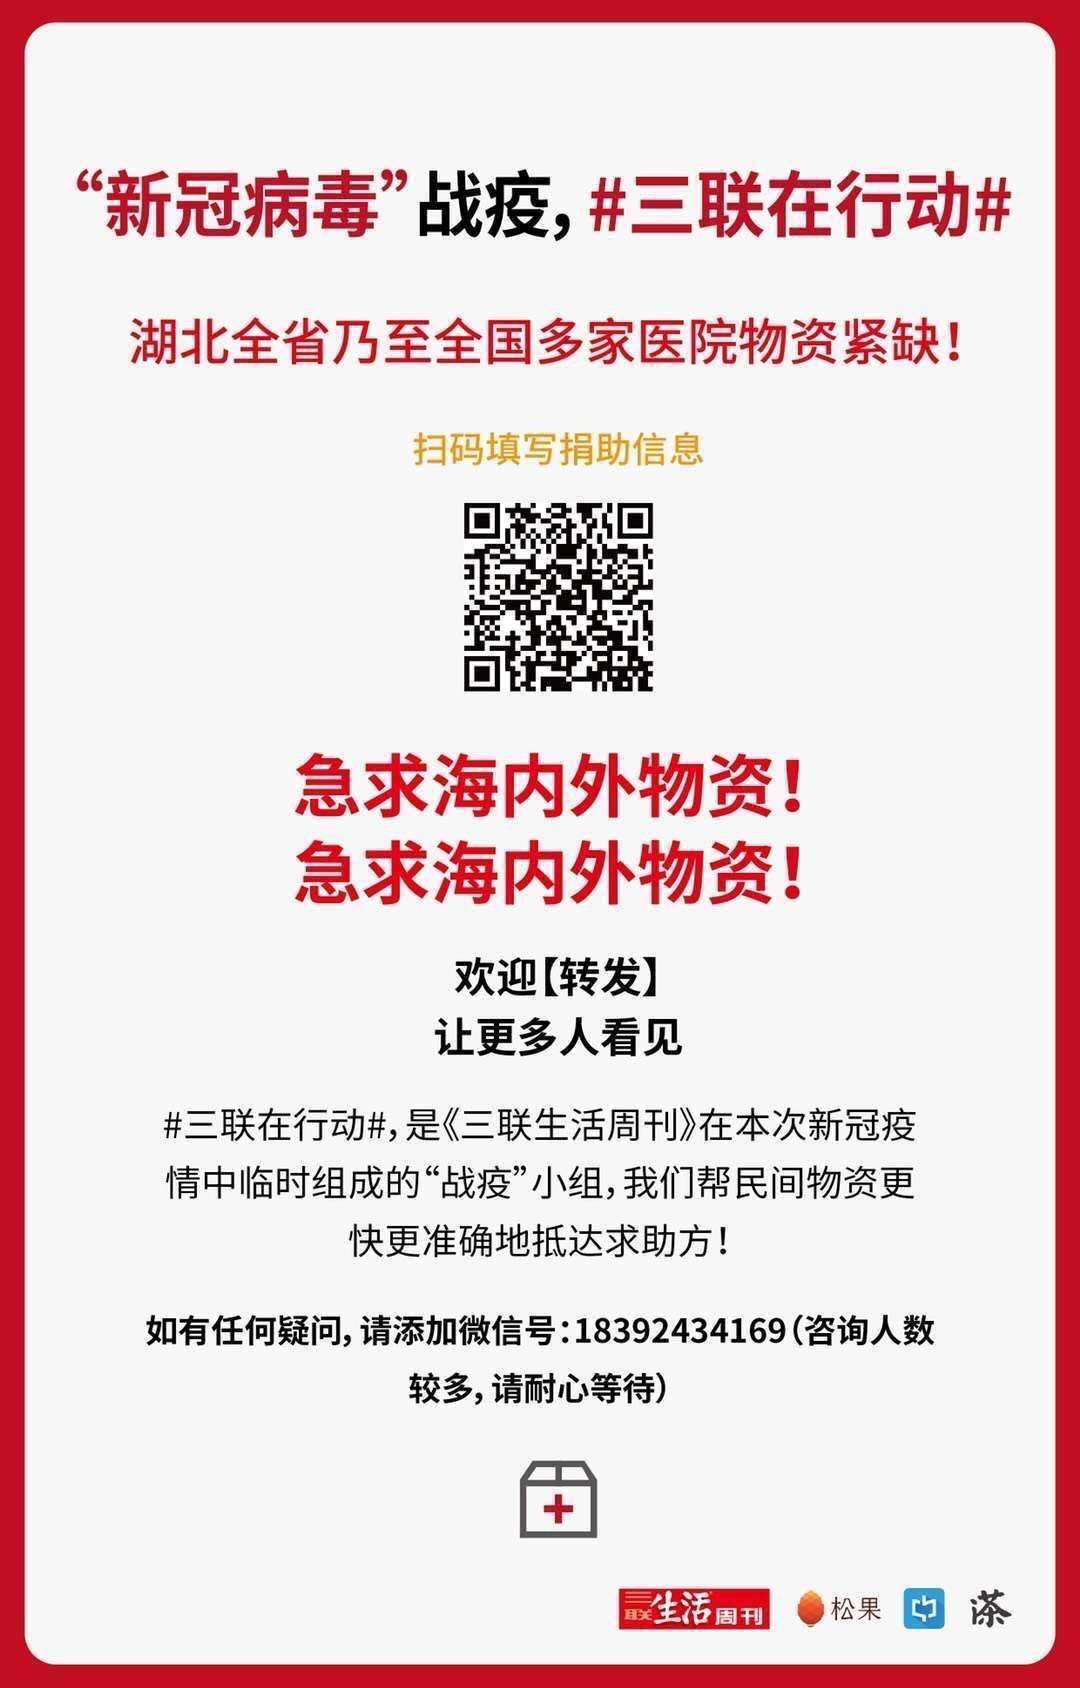 “新冠病毒”战疫，#三联在行动#
湖北全省乃至全国多家医院物资紧缺！
扫码填写捐助信息
急求海内外物资！
急求海内外物资！
欢迎【转发】
让更多人看见
#三联在行动#，是《三联生活周刊》在本次新冠疫
情中临时组成的“战疫”小组，我们帮民间物资更
快更准确地抵达求助方！
如有任何疑问，请添加微信号：18392434169（咨询人数
较多，请耐心等待）
三联生活周刊 松果 茶